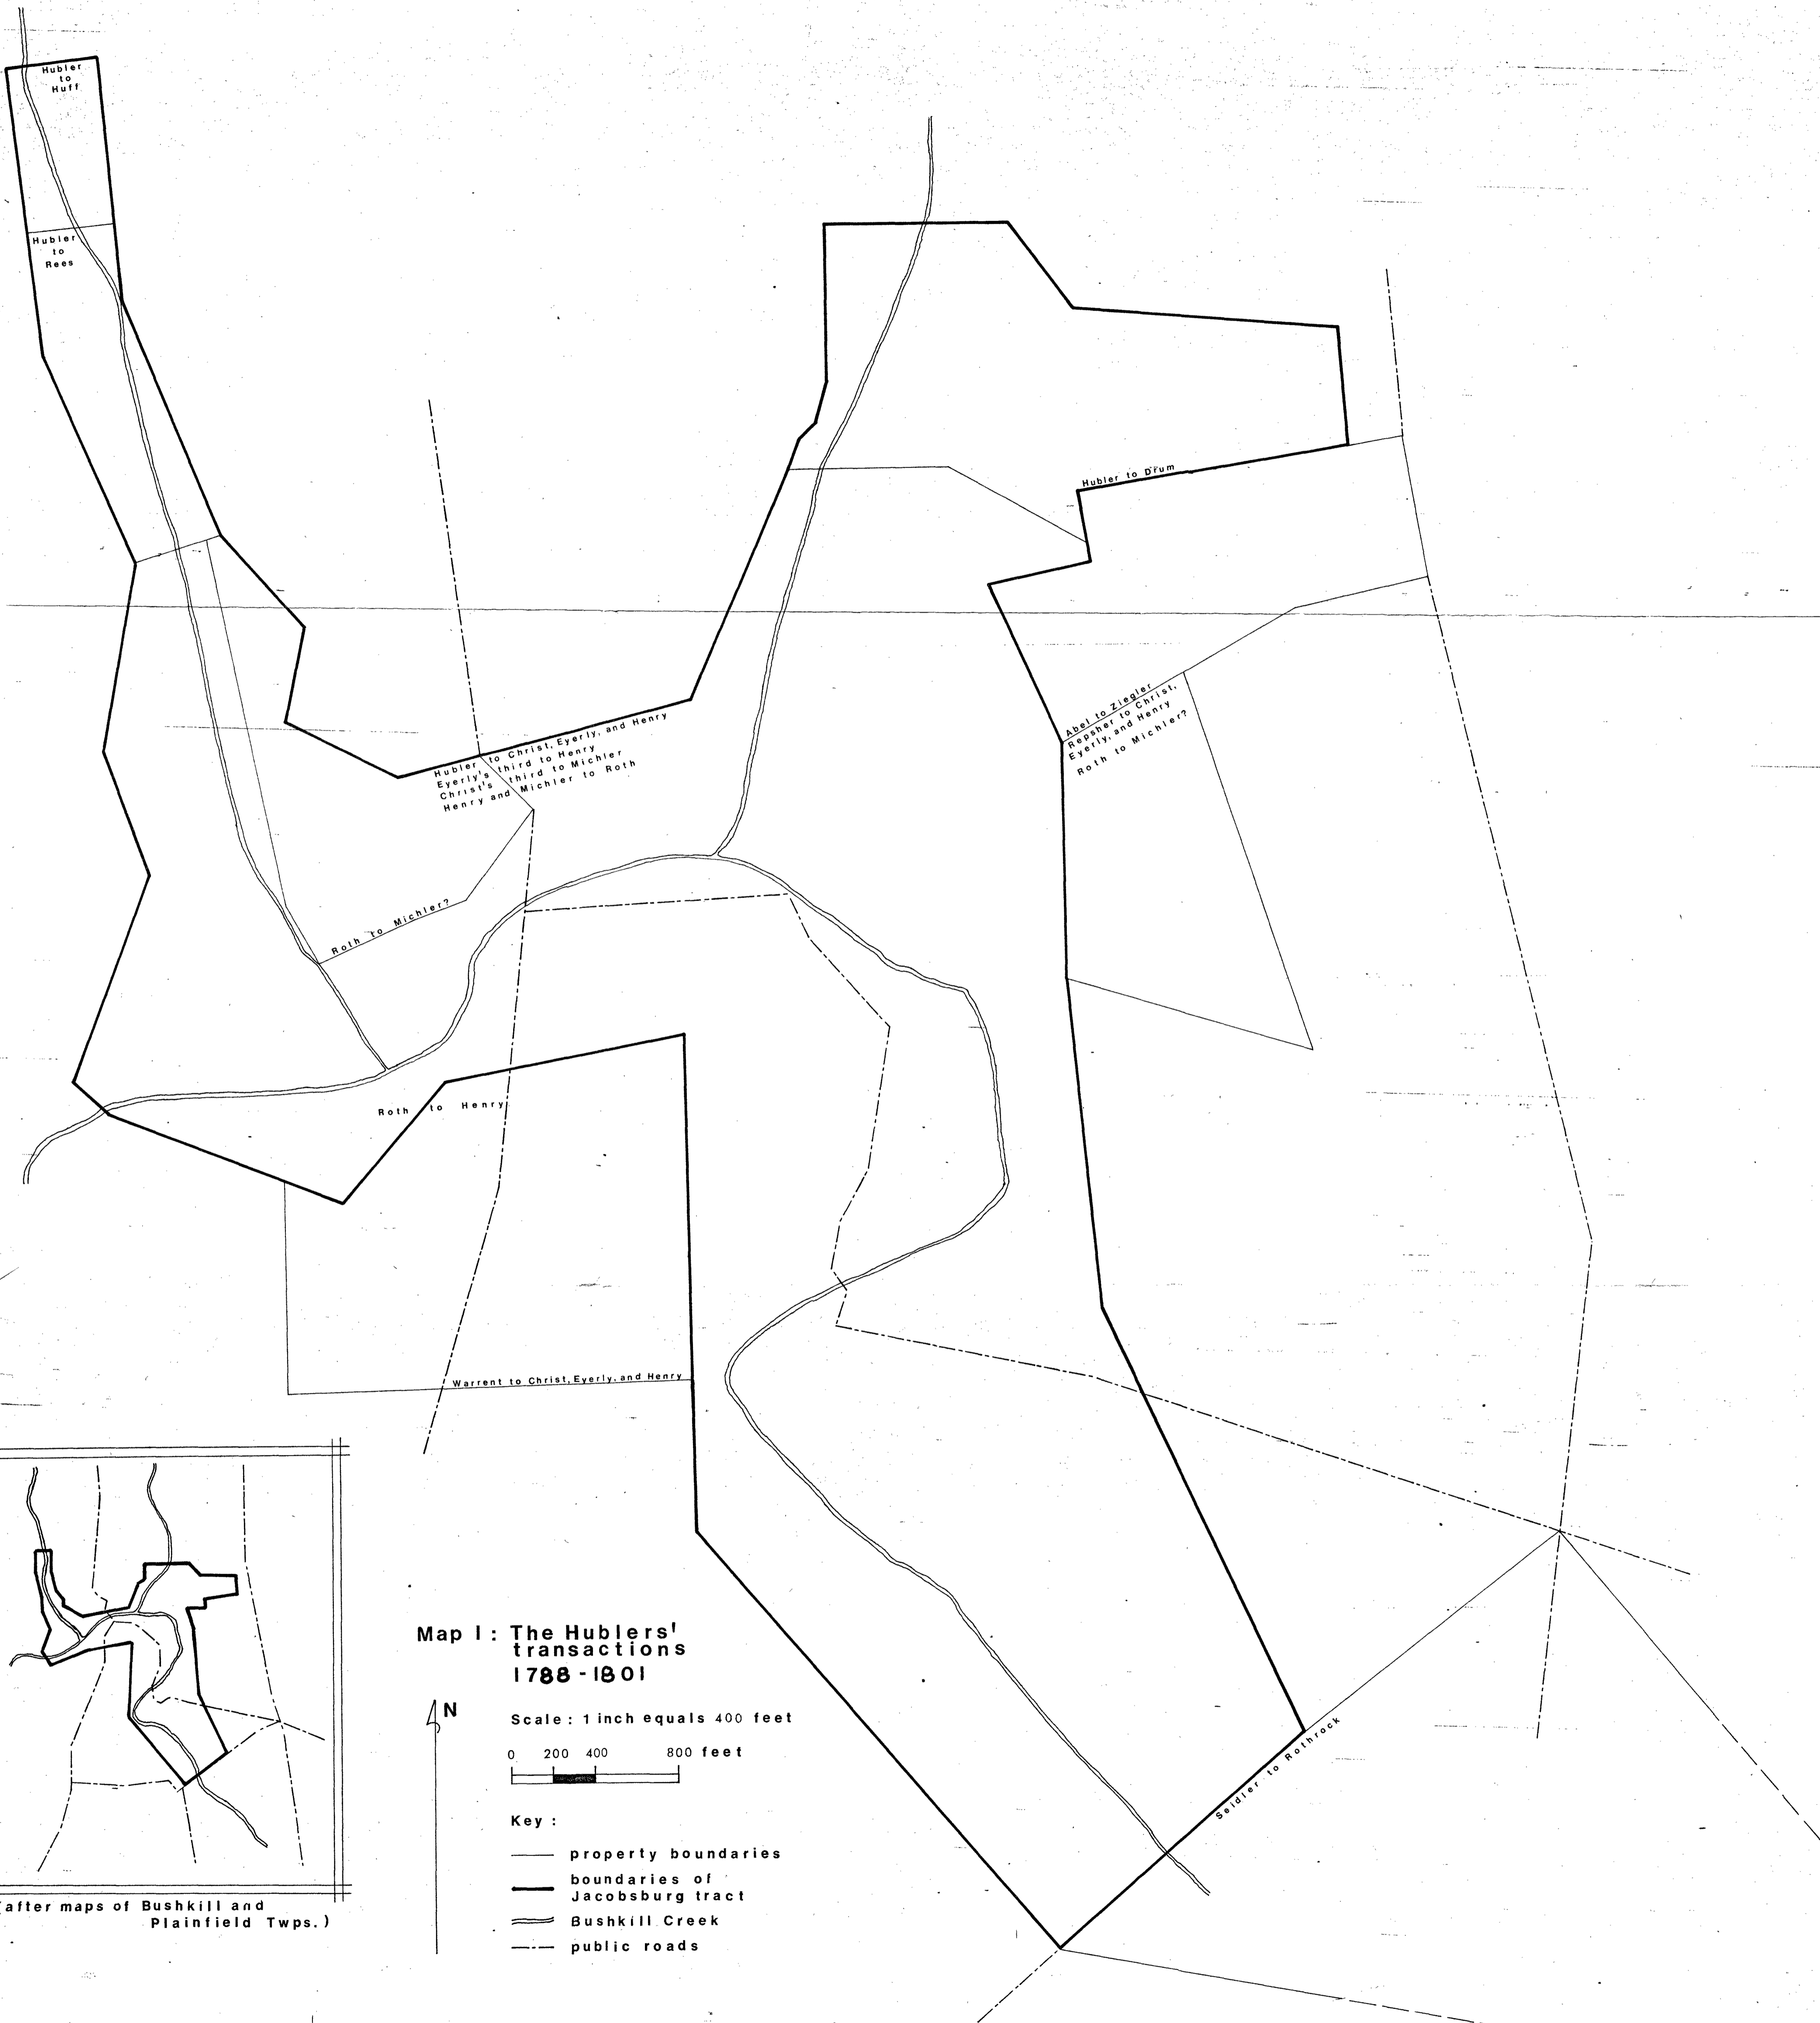 Hubler
to
Huff
Hubler
to
Rees
Hubler to Drum
Abel to Ziegler
Repsher to Christ,
Eyerly, and Henry
Roth to Michler?
Hubler to Christ, Eyerly, and Henry
Eyerly's third to Henry
Christ's third to Michler
Henry and Michler to Roth
Roth to Michler?
Roth to Henry
Warrent to Christ, Eyerly, and Henry
Seidler to Rothrock
Map I : The Hublers'
transactions
1788 - 1801
N
Scale : 1 inch equals 400 feet
0 200 400 800 feet
Key :
property boundaries
boundaries of
Jacobsburg tract
Bushkill Creek
public roads
(after maps of Bushkill and
Plainfield Twps. )